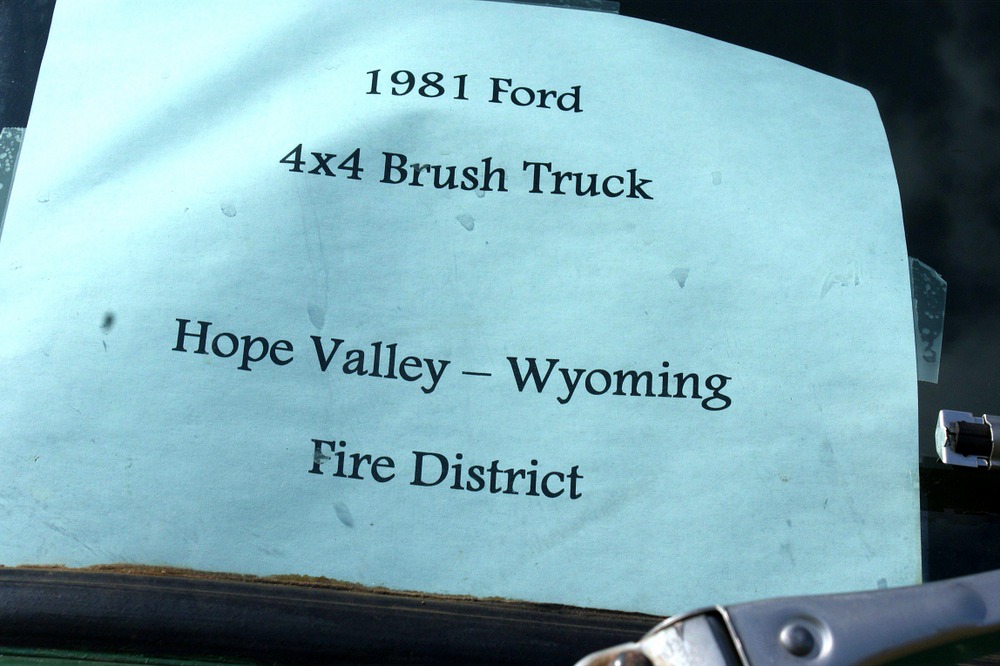 1981 Ford
4x4 Brush Truck
Hope Valley – Wyoming
Fire District